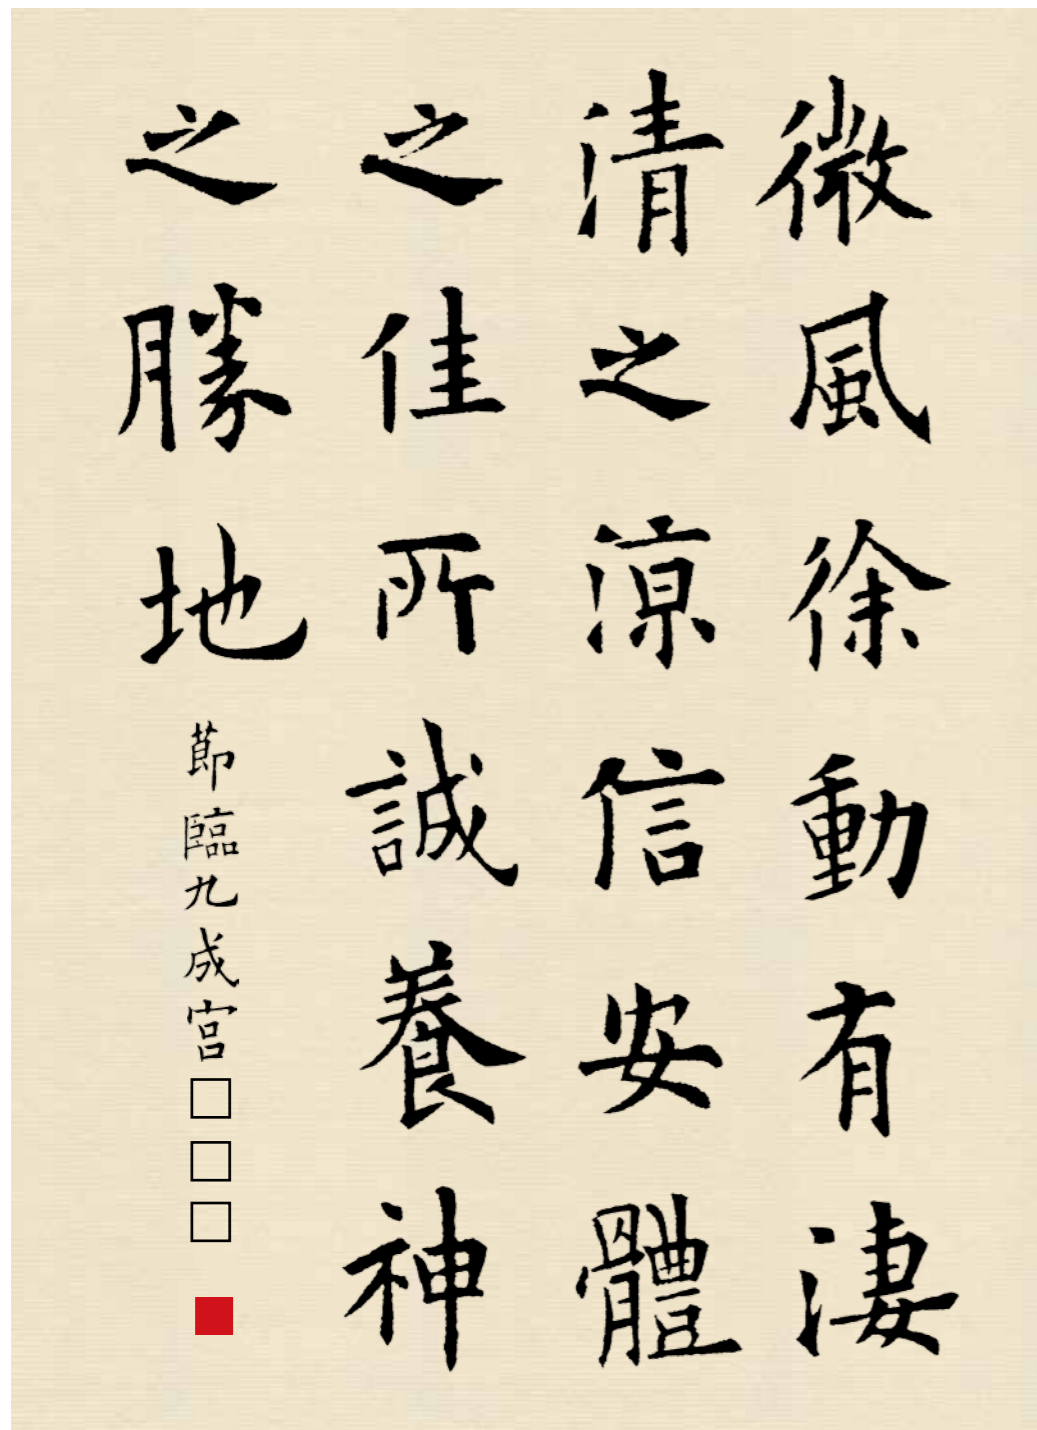 微風徐動有淒
清之涼信安體
之佳所誠養神
之勝地
節臨九成宮□□□